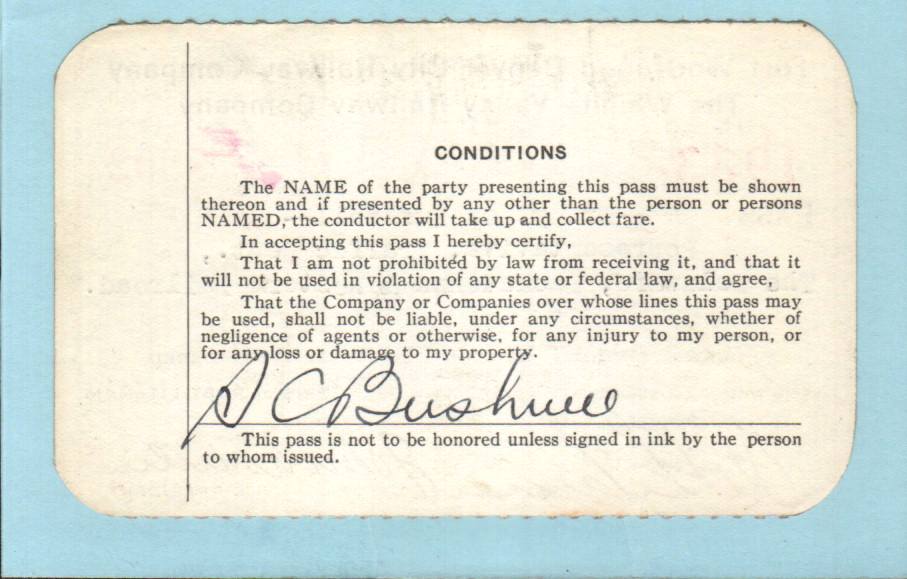 CONDITIONS
The NAME of the party presenting this pass must be shown
thereon and if presented by any other than the person or persons
NAMED, the conductor will take up and collect fare.
In accepting this pass I hereby certify,
That I am not prohibited by law from receiving it, and that it
will not be used in violation of any state or federal law, and agree,
That the Company or Companies over whose lines this pass may
be used, shall not be liable, under any circumstances, whether of
negligence of agents or otherwise, for any injury to my person, or
for any loss or damage to my property.
S C Bushnell
This pass is not to be honored unless signed in ink by the person
to whom issued.